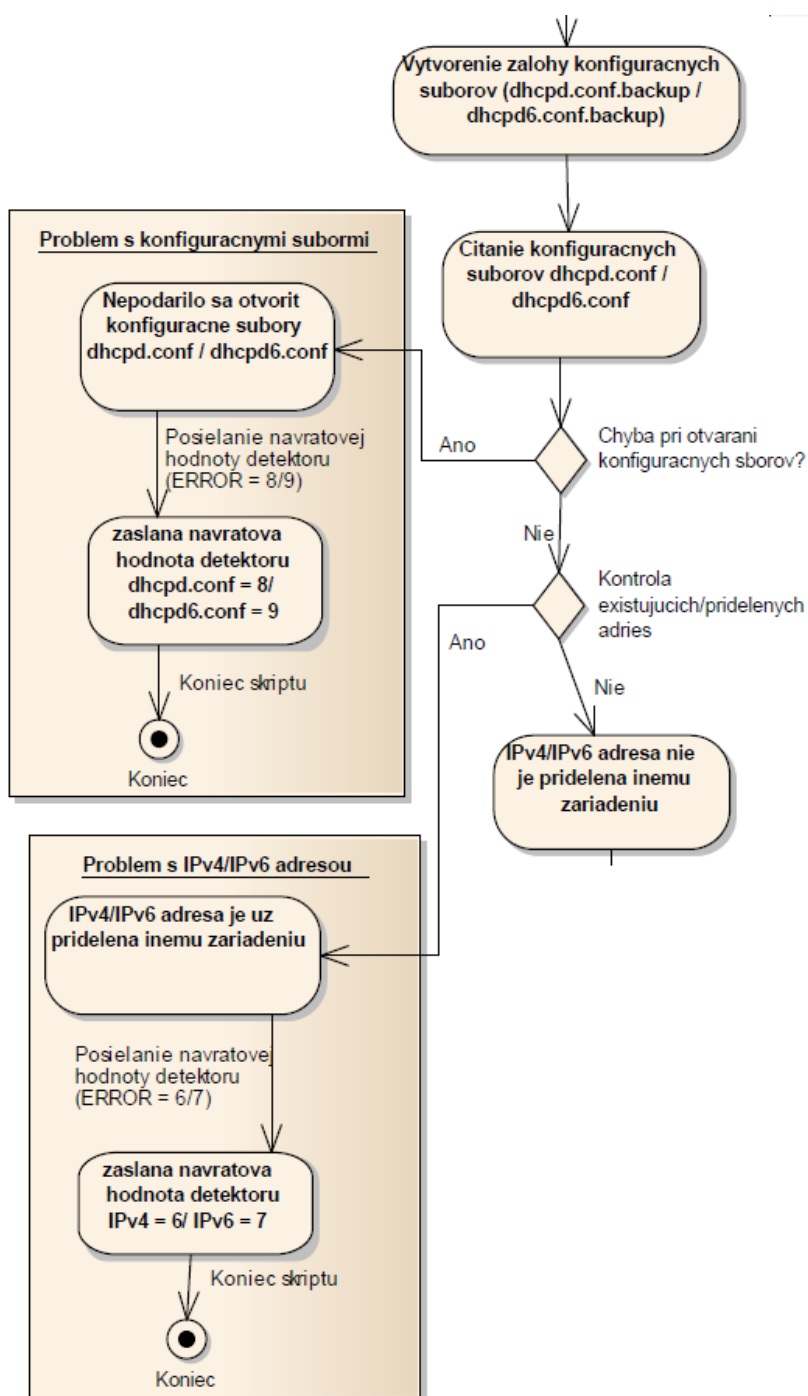 Vytvorenie zalohy konfiguracnych
suborov (dhcpd.conf.backup /
dhcpd6.conf.backup)
Citanie konfiguracnych
suborov dhcpd.conf /
dhcpd6.conf
Chyba pri otvarani
konfiguracnych sborov?
Ano
Nie
Problem s konfiguracnymi subormi
Nepodarilo sa otvorit
konfiguracne subory
dhcpd.conf / dhcpd6.conf
Posielanie navratovej
hodnoty detektoru
(ERROR = 8/9)
zaslana navratova
hodnota detektoru
dhcpd.conf = 8/
dhcpd6.conf = 9
Koniec skriptu
Koniec
Kontrola
existujucich/pridelenych
adries
Ano
Nie
IPv4/IPv6 adresa nie
je pridelena inemu
zariadeniu
Problem s IPv4/IPv6 adresou
IPv4/IPv6 adresa je uz
pridelena inemu zariadeniu
Posielanie navratovej
hodnoty detektoru
(ERROR = 6/7)
zaslana navratova
hodnota detektoru
IPv4 = 6/ IPv6 = 7
Koniec skriptu
Koniec